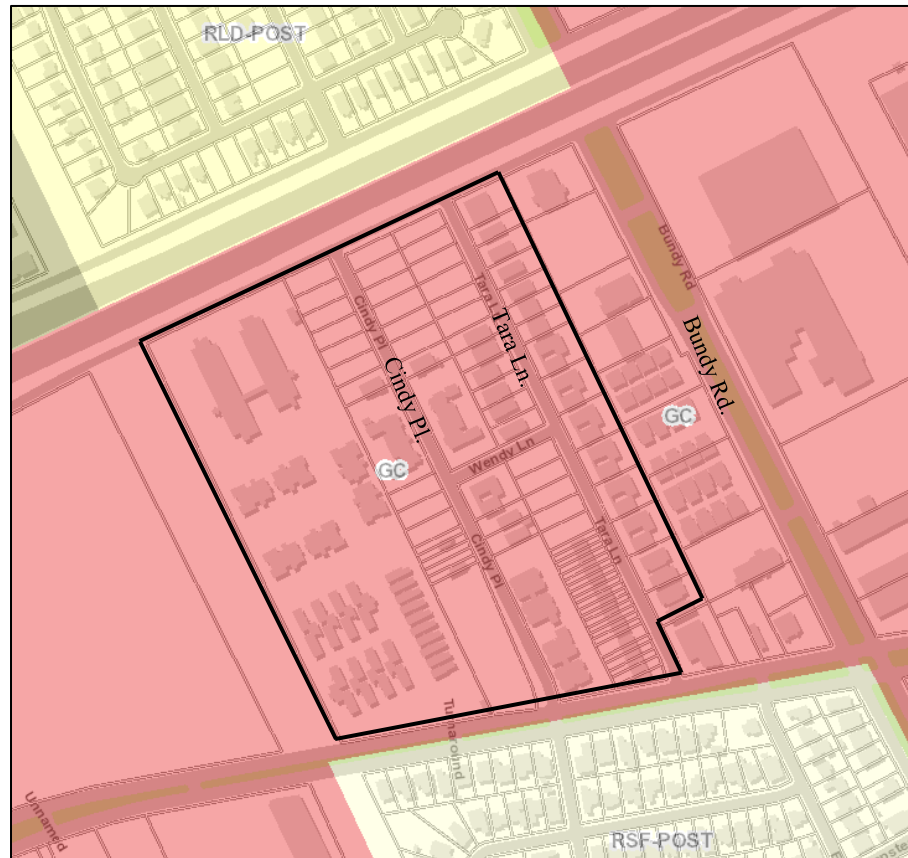 RLD-POST
Bundy Rd
Tara L
Cindy Pl
Tara Ln.
Bundy Rd.
Cindy Pl.
GC
Wendy Ln
GC
Tara Ln
Cindy Pl
Turnaround
Unnamed
RSF-POST